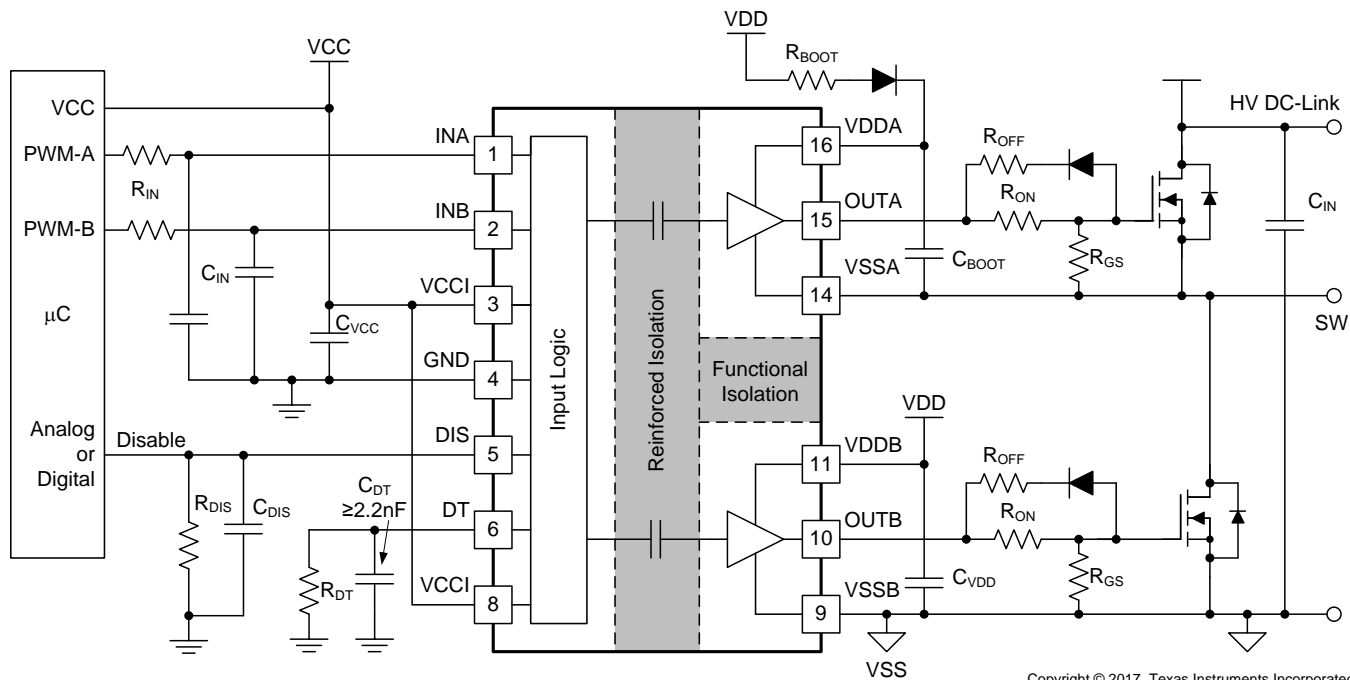 VDD
R_BOOT
VCC
VCC
PWM-A
R_IN
PWM-B
C_IN
µC
C_VCC
Analog
or
Digital
Disable
R_DIS
C_DIS
C_DT
≥2.2nF
R_DT
INA
1
INB
2
VCCI
3
GND
4
DIS
5
DT
6
VCCI
8
Input Logic
Reinforced Isolation
Functional
Isolation
VDDA
16
OUTA
15
VSSA
14
C_BOOT
R_OFF
R_ON
R_GS
HV DC-Link
C_IN
SW
VDD
VDDB
11
OUTB
10
VSSB
9
C_VDD
R_OFF
R_ON
R_GS
VSS
Copyright © 2017, Texas Instruments Incorporated